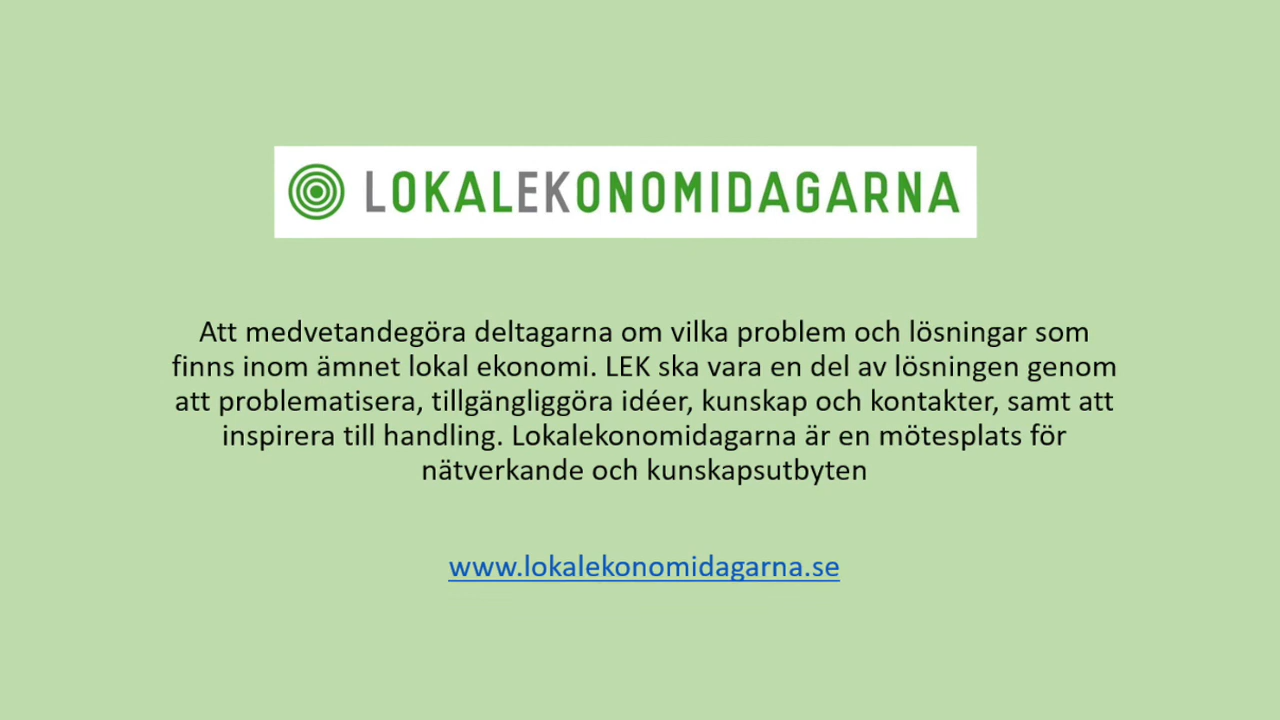 LOKALEKONOMIDAGARNA
Att medvetandegöra deltagarna om vilka problem och lösningar som
finns inom ämnet lokal ekonomi. LEK ska vara en del av lösningen genom
att problematisera, tillgängliggöra idéer, kunskap och kontakter, samt att
inspirera till handling. Lokalekonomidagarna är en mötesplats för
nätverkande och kunskapsutbyten
www.lokalekonomidagarna.se